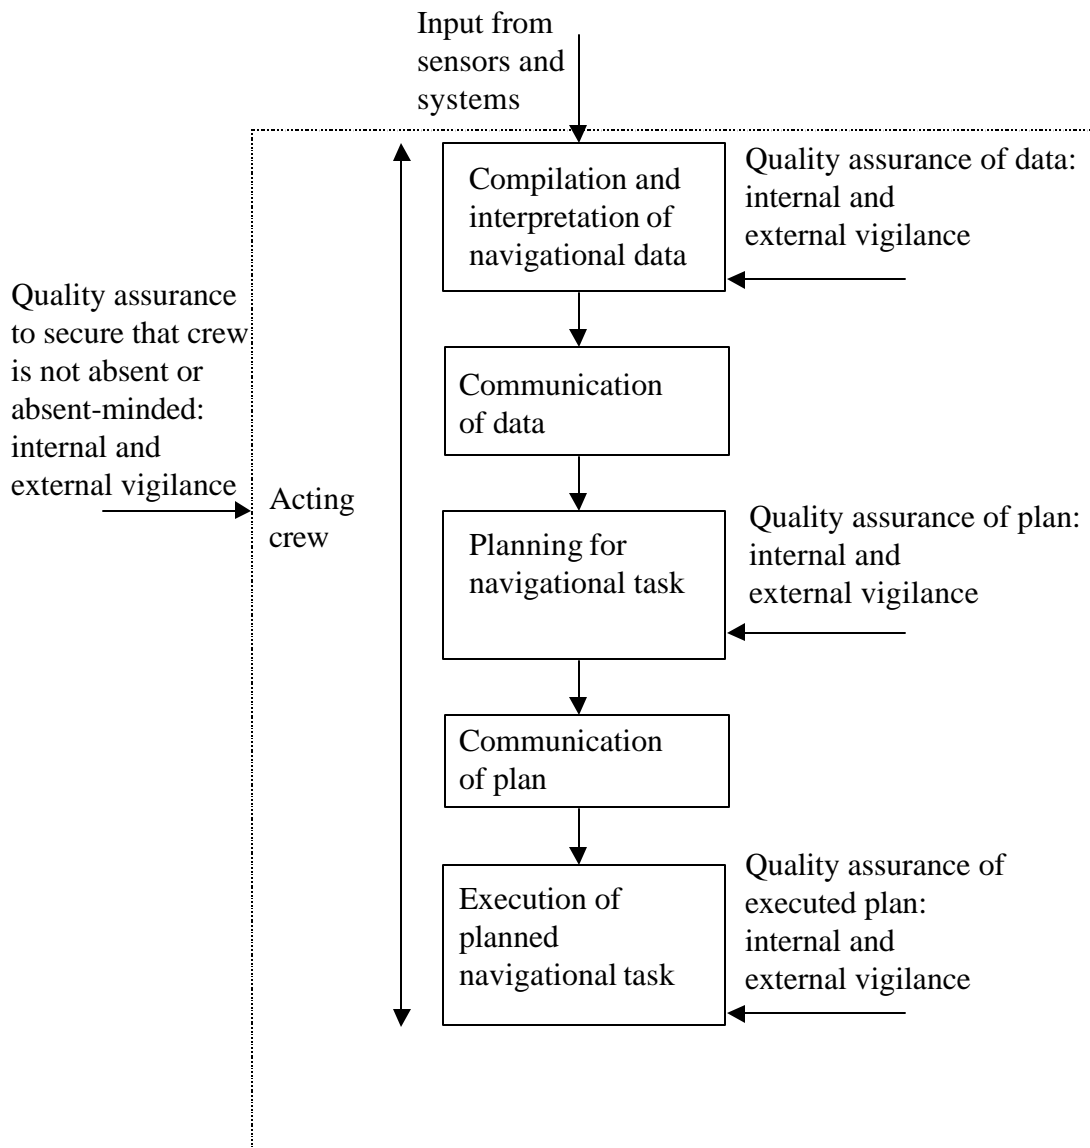 Input from
sensors and
systems
Compilation and
interpretation of
navigational data
Quality assurance of data:
internal and
external vigilance
Quality assurance
to secure that crew
is not absent or
absent-minded:
internal and
external vigilance
Communication
of data
Acting
crew
Planning for
navigational task
Quality assurance of plan:
internal and
external vigilance
Communication
of plan
Execution of
planned
navigational task
Quality assurance of
executed plan:
internal and
external vigilance